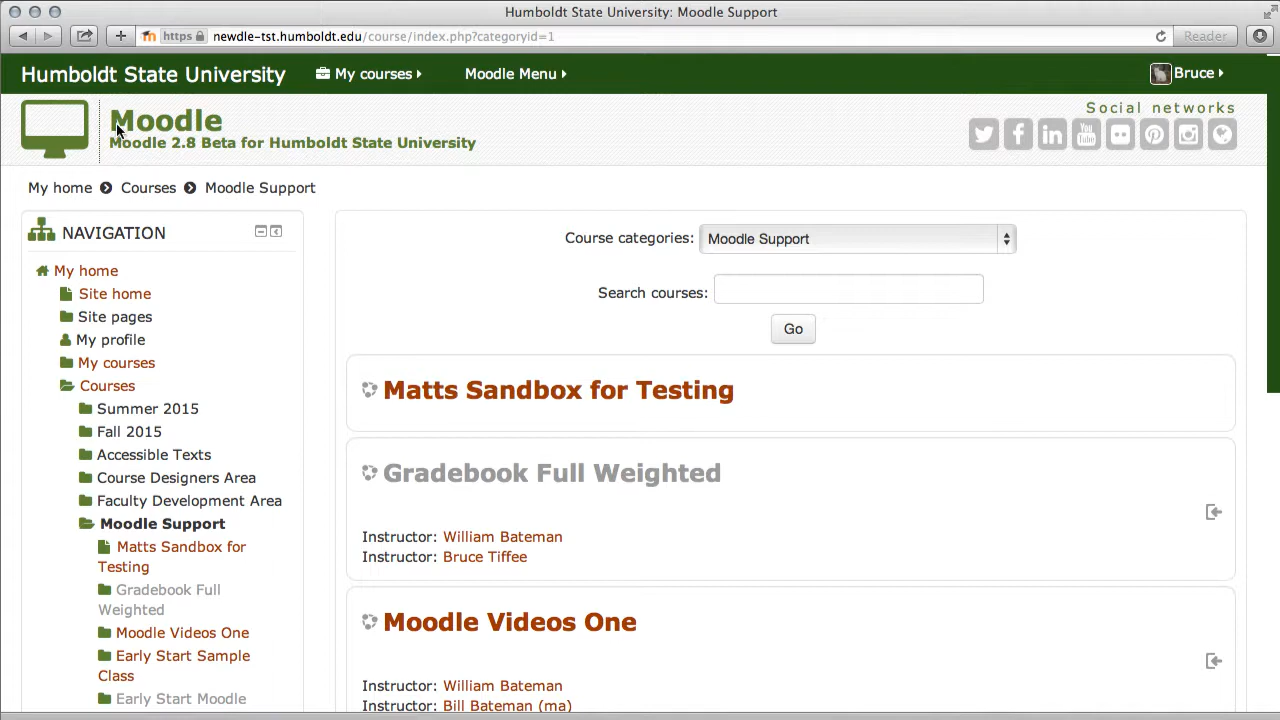 Humboldt State University: Moodle Support
https newdle-tst.humboldt.edu/course/index.php?categoryid=1
Reader
Humboldt State University
My courses
Moodle Menu
Bruce
Moodle
Moodle 2.8 Beta for Humboldt State University
Social networks
You Tube
My home
Courses
Moodle Support
NAVIGATION
My home
Site home
Site pages
My profile
My courses
Courses
Summer 2015
Fall 2015
Accessible Texts
Course Designers Area
Faculty Development Area
Moodle Support
Matts Sandbox for
Testing
Gradebook Full
Weighted
Moodle Videos One
Early Start Sample
Class
Early Start Moodle
Course categories: Moodle Support
Search courses:
Go
Matts Sandbox for Testing
Gradebook Full Weighted
Instructor: William Bateman
Instructor: Bruce Tiffee
Moodle Videos One
Instructor: William Bateman
Instructor: Bill Bateman (ma)